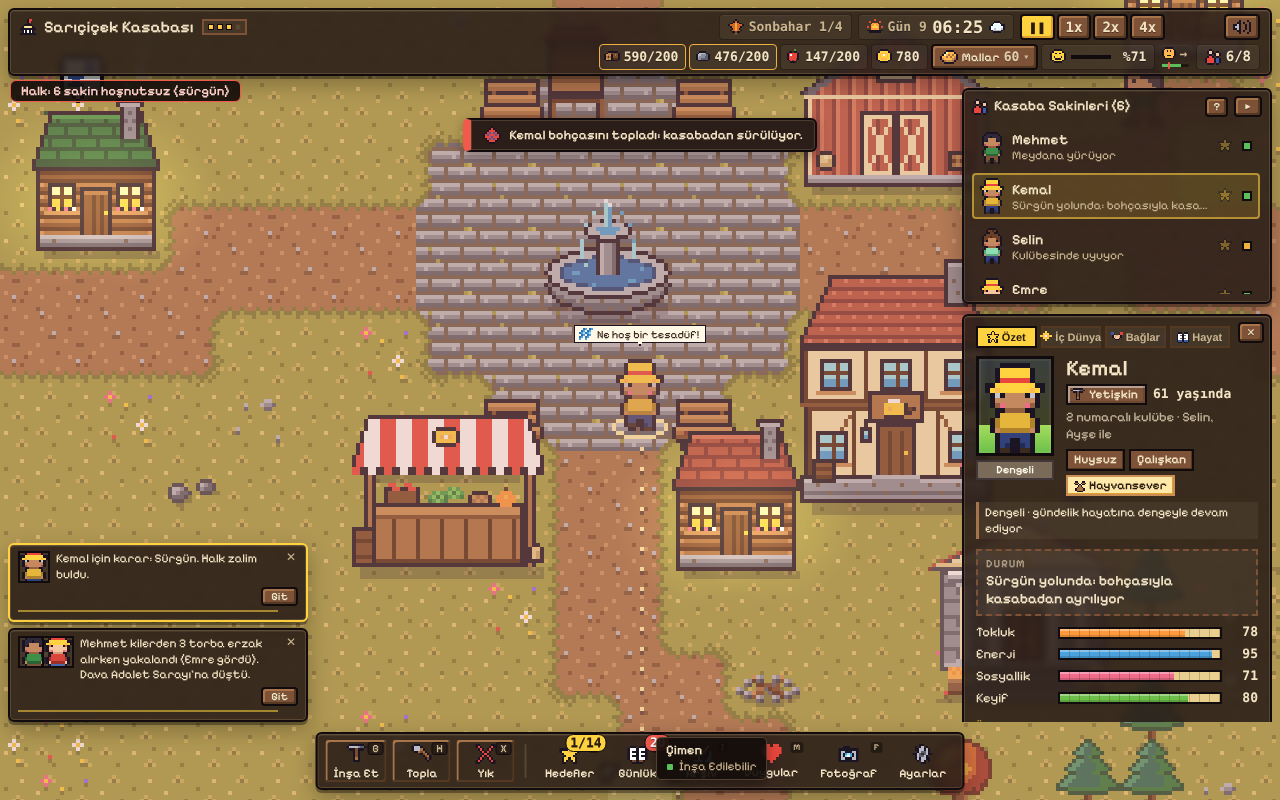 Sarıçiçek Kasabası
Sonbahar 1/4
Gün 9 06:25
1x
2x
4x
590/200
476/200
147/200
780
Mallar 60
%71
6/8
Halk: 6 sakin hoşnutsuz (sürgün)
Kemal bohçasını topladı kasabadan sürülüyor.
Kasaba Sakinleri (6)
?
Mehmet
Meydana yürüyor
Kemal
Sürgün yolunda: bohçasıyla kasa...
Selin
Kulübesinde uyuyor
Emre
Ne hoş bir tesadüf!
Özet
İç Dünya
Bağlar
Hayat
Kemal
Yetişkin 61 yaşında
2 numaralı kulübe · Selin,
Ayşe ile
Dengeli
Huysuz
Çalışkan
Hayvansever
Dengeli · gündelik hayatına dengeyle devam
ediyor
DURUM
Sürgün yolunda: bohçasıyla
kasabadan ayrılıyor
Tokluk 78
Enerji 95
Sosyallik 71
Keyif 80
Kemal için karar: Sürgün. Halk zalim
buldu.
Git
Mehmet kilerden 3 torba erzak
alırken yakalandı (Emre gördü).
Dava Adalet Sarayı'na düştü.
Git
G
İnşa Et
H
Topla
X
Yık
1/14
Hedefler
2
Günlük
Çimen
İnşa Edilebilir
M
F
Fotoğraf
Ayarlar